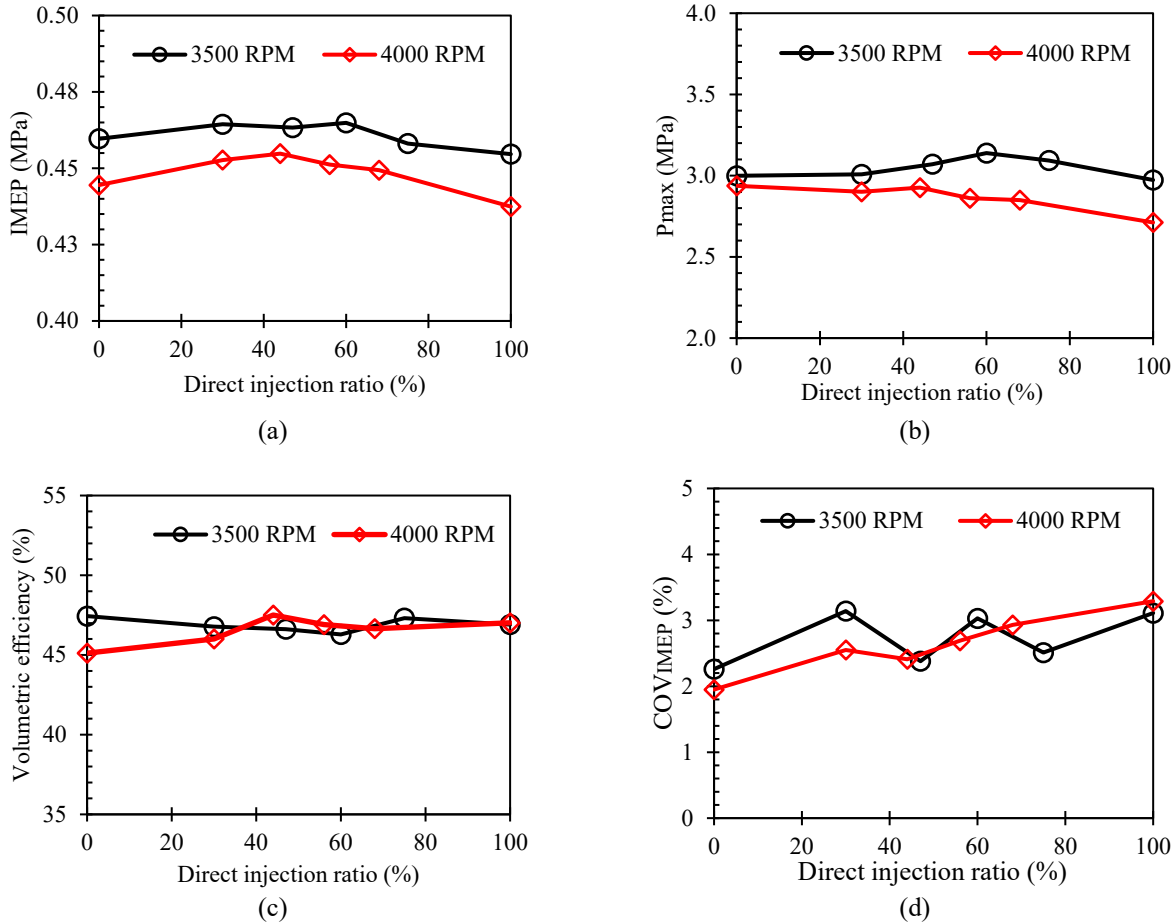 0.50
0.48
0.45
0.43
0.40
IMEP (MPa)
3500 RPM 4000 RPM
0 20 40 60 80 100
Direct injection ratio (%)
(a)
4.0
3.5
3.0
2.5
2.0
Pmax (MPa)
3500 RPM 4000 RPM
0 20 40 60 80 100
Direct injection ratio (%)
(b)
55
50
45
40
35
Volumetric efficiency (%)
3500 RPM 4000 RPM
0 20 40 60 80 100
Direct injection ratio (%)
(c)
5
4
3
2
1
0
COVIMEP (%)
3500 RPM 4000 RPM
0 20 40 60 80 100
Direct injection ratio (%)
(d)